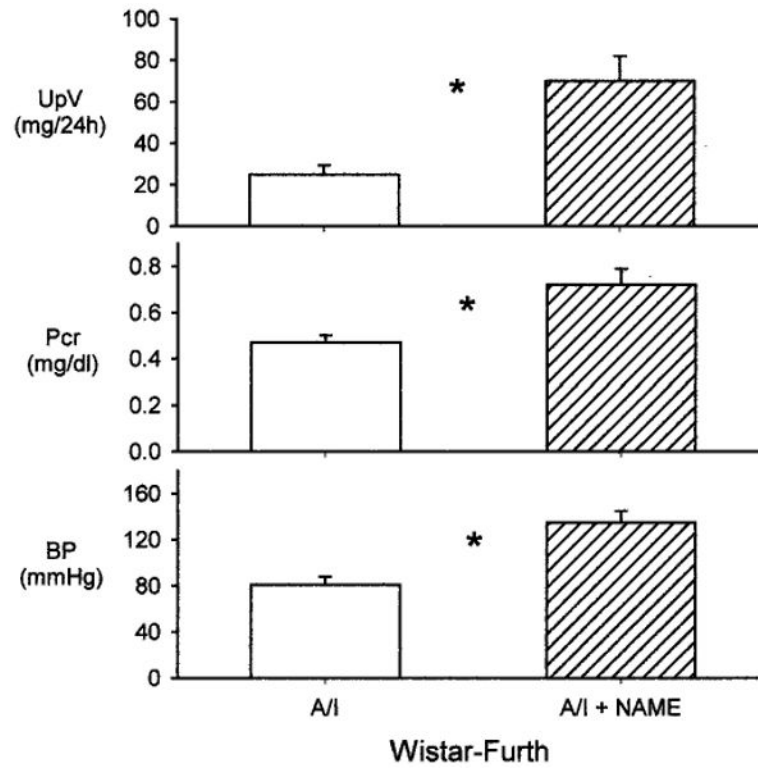 100
80
UpV
60
(mg/24h)
40
*
20
0
0.8
0.6
Pcr
*
(mg/dl)
0.4
0.2
0.0
160
120
BP
*
(mmHg)
80
40
0
A/I
A/I + NAME
Wistar-Furth